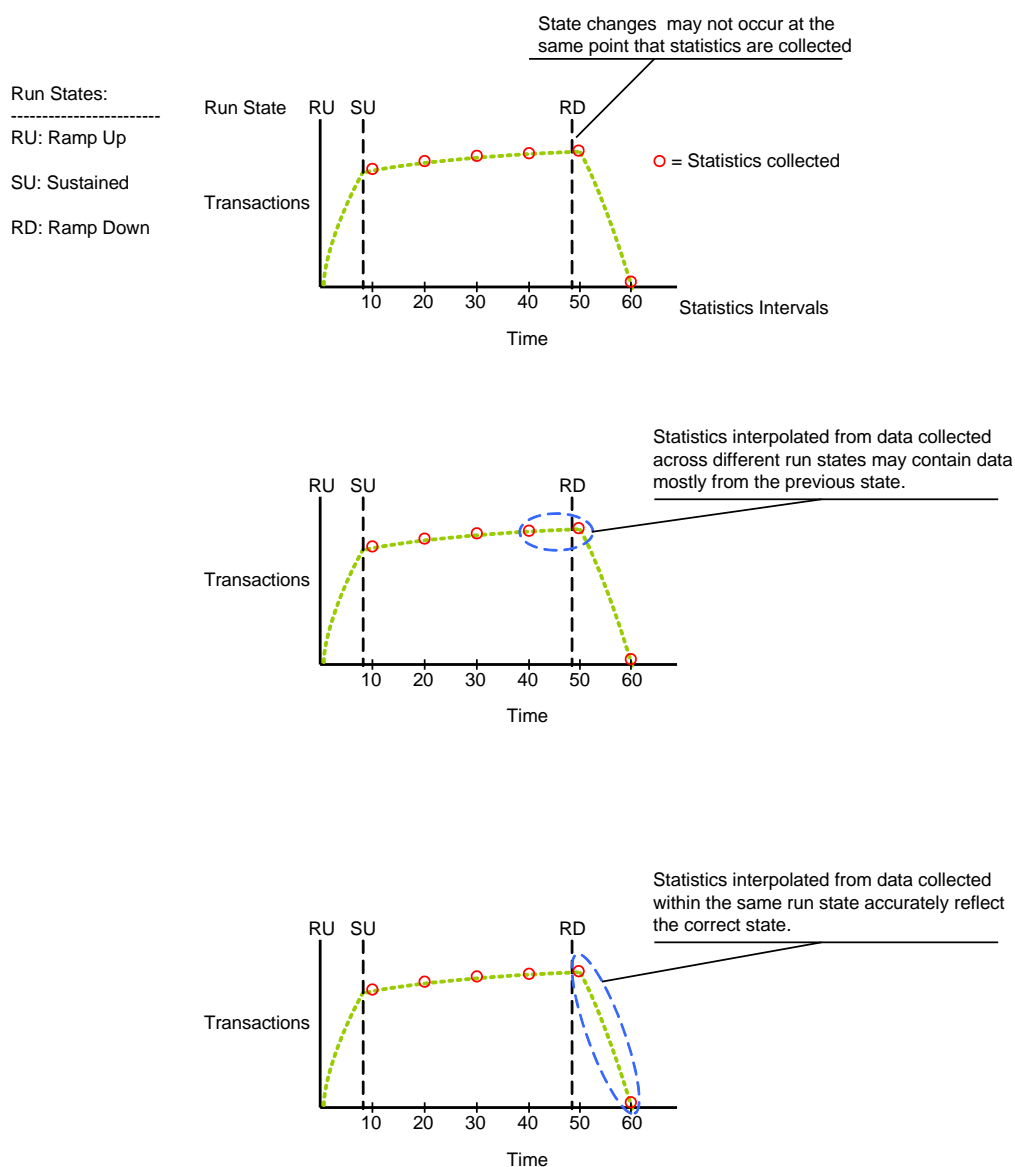 State changes may not occur at the
same point that statistics are collected
Run States:
-------------------------
RU: Ramp Up
SU: Sustained
RD: Ramp Down
Run State RU SU RD
= Statistics collected
Transactions
10 20 30 40 50 60
Statistics Intervals
Time
Statistics interpolated from data collected
across different run states may contain data
mostly from the previous state.
RU SU RD
Transactions
10 20 30 40 50 60
Time
Statistics interpolated from data collected
within the same run state accurately reflect
the correct state.
RU SU RD
Transactions
10 20 30 40 50 60
Time